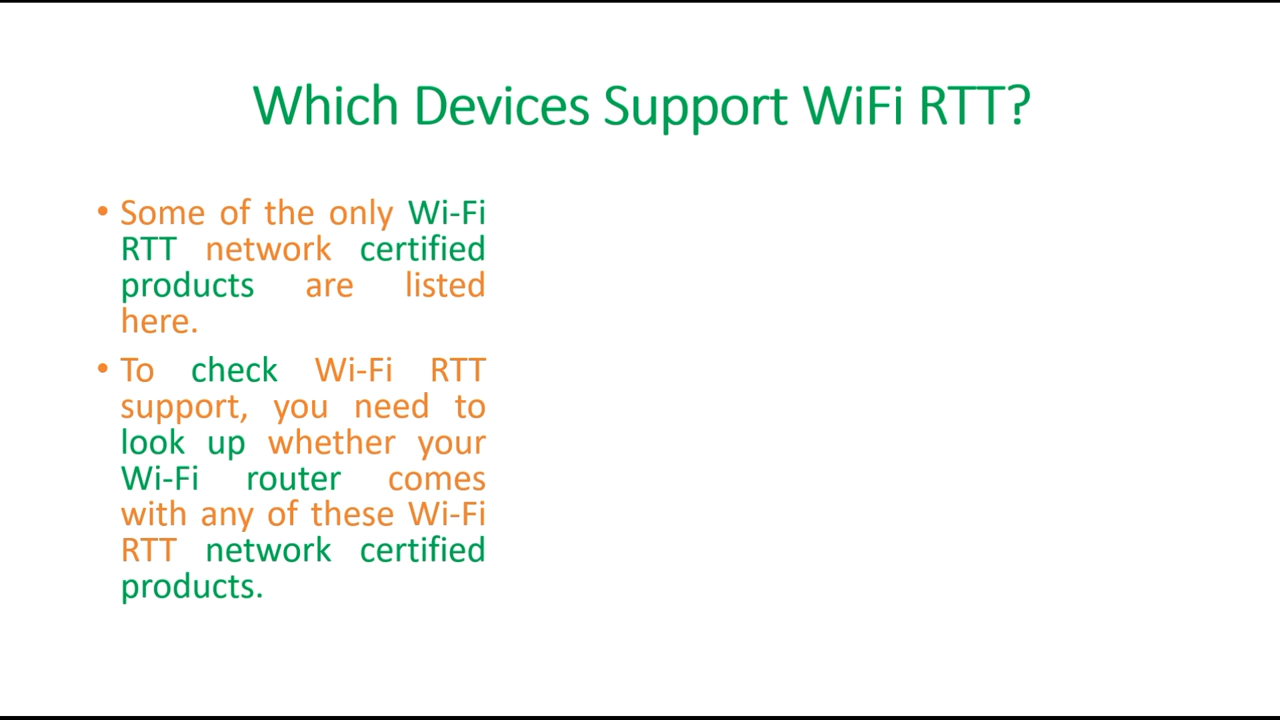 Which Devices Support WiFi RTT?
• Some of the only Wi-Fi
RTT network certified
products are listed
here.
• To check Wi-Fi RTT
support, you need to
look up whether your
Wi-Fi router comes
with any of these Wi-Fi
RTT network certified
products.